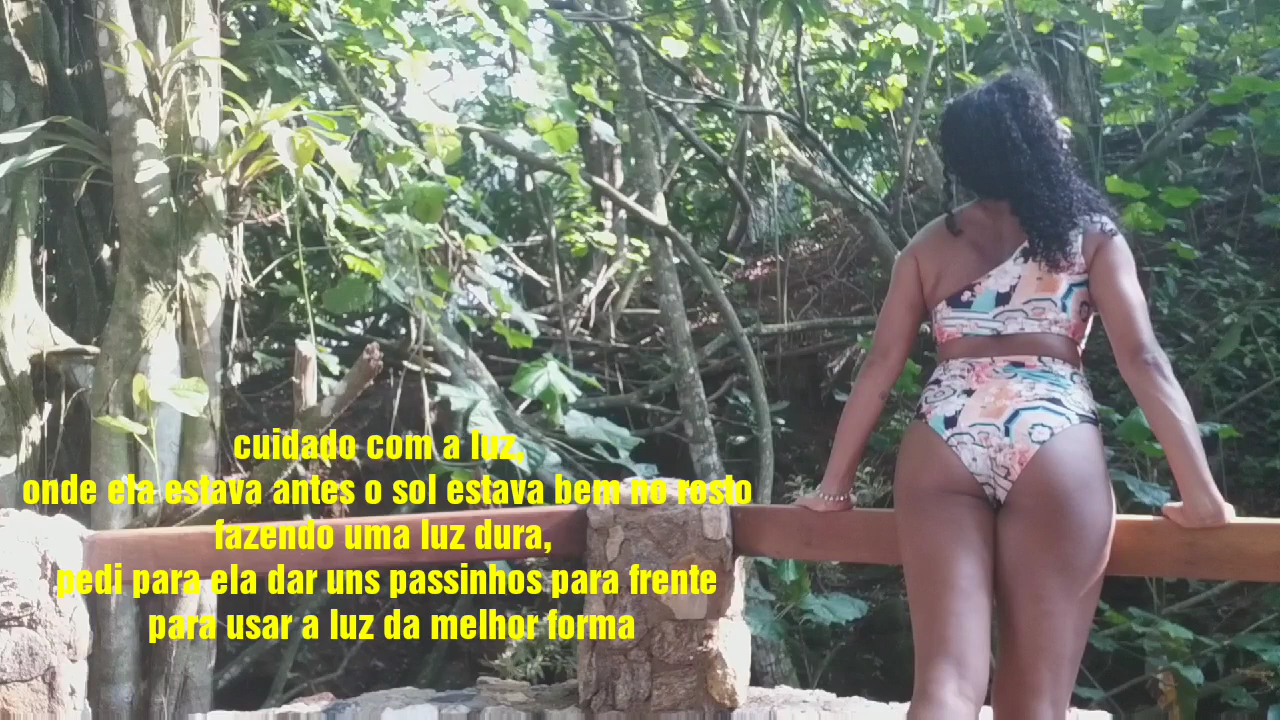 cuidado com a luz,
onde ela estava antes o sol estava bem no rosto
fazendo uma luz dura,
pedi para ela dar uns passinhos para frente
para usar a luz da melhor forma